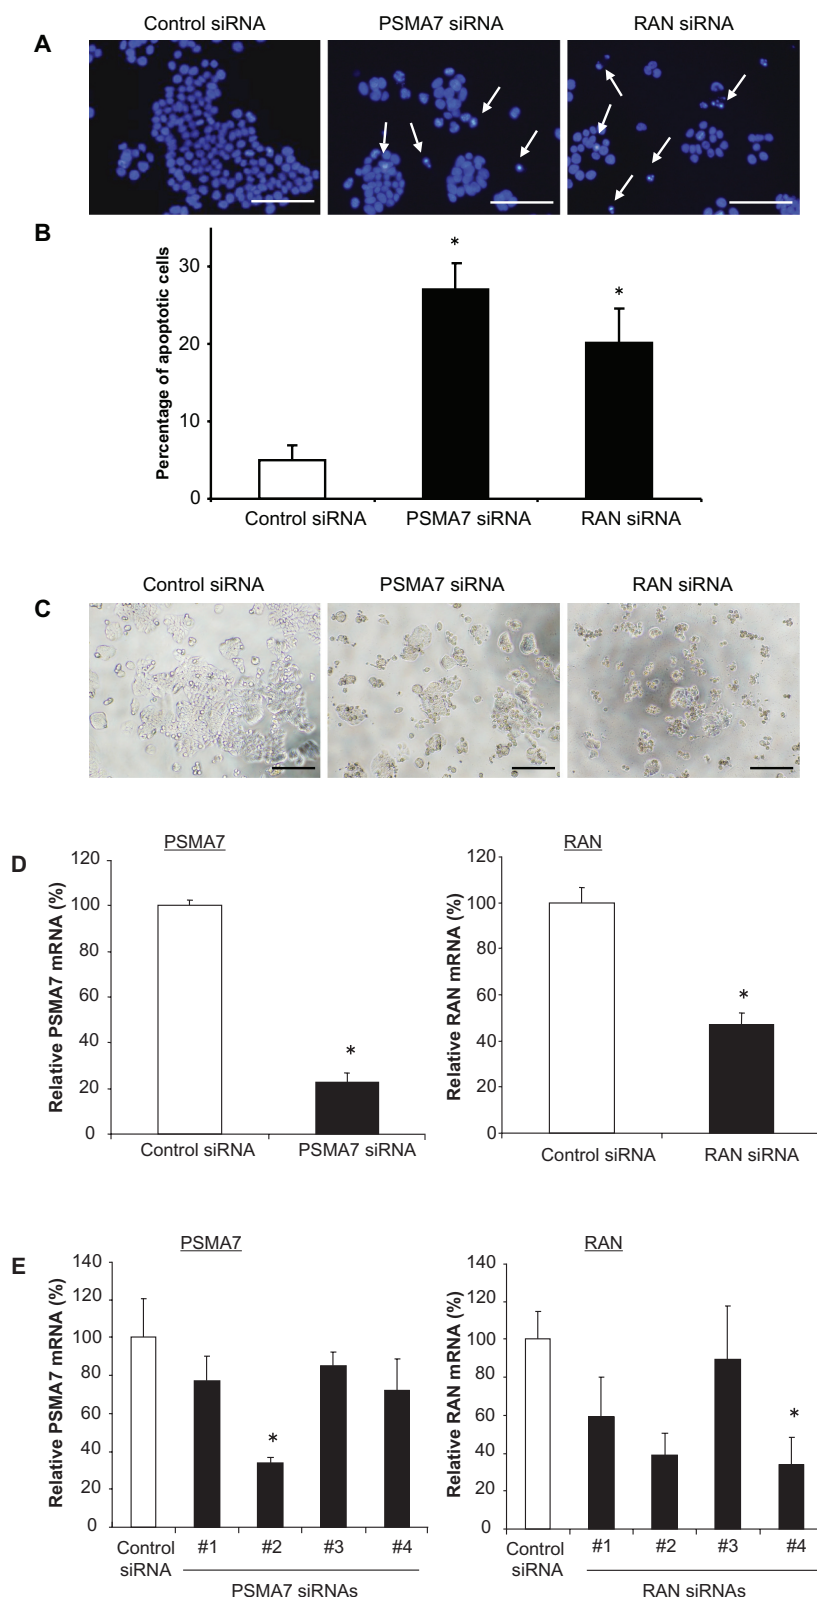 Control siRNA PSMA7 siRNA RAN siRNA
A
B
Percentage of apoptotic cells
30
20
10
0
*
*
Control siRNA PSMA7 siRNA RAN siRNA
Control siRNA PSMA7 siRNA RAN siRNA
C
D
PSMA7
Relative PSMA7 mRNA (%)
120
100
80
60
40
20
0
*
Control siRNA PSMA7 siRNA
RAN
Relative RAN mRNA (%)
120
100
80
60
40
20
0
*
Control siRNA RAN siRNA
E
PSMA7
Relative PSMA7 mRNA (%)
140
120
100
80
60
40
20
0
*
Control siRNA
#1 #2 #3 #4
PSMA7 siRNAs
RAN
Relative RAN mRNA (%)
140
120
100
80
60
40
20
0
*
Control siRNA
#1 #2 #3 #4
RAN siRNAs